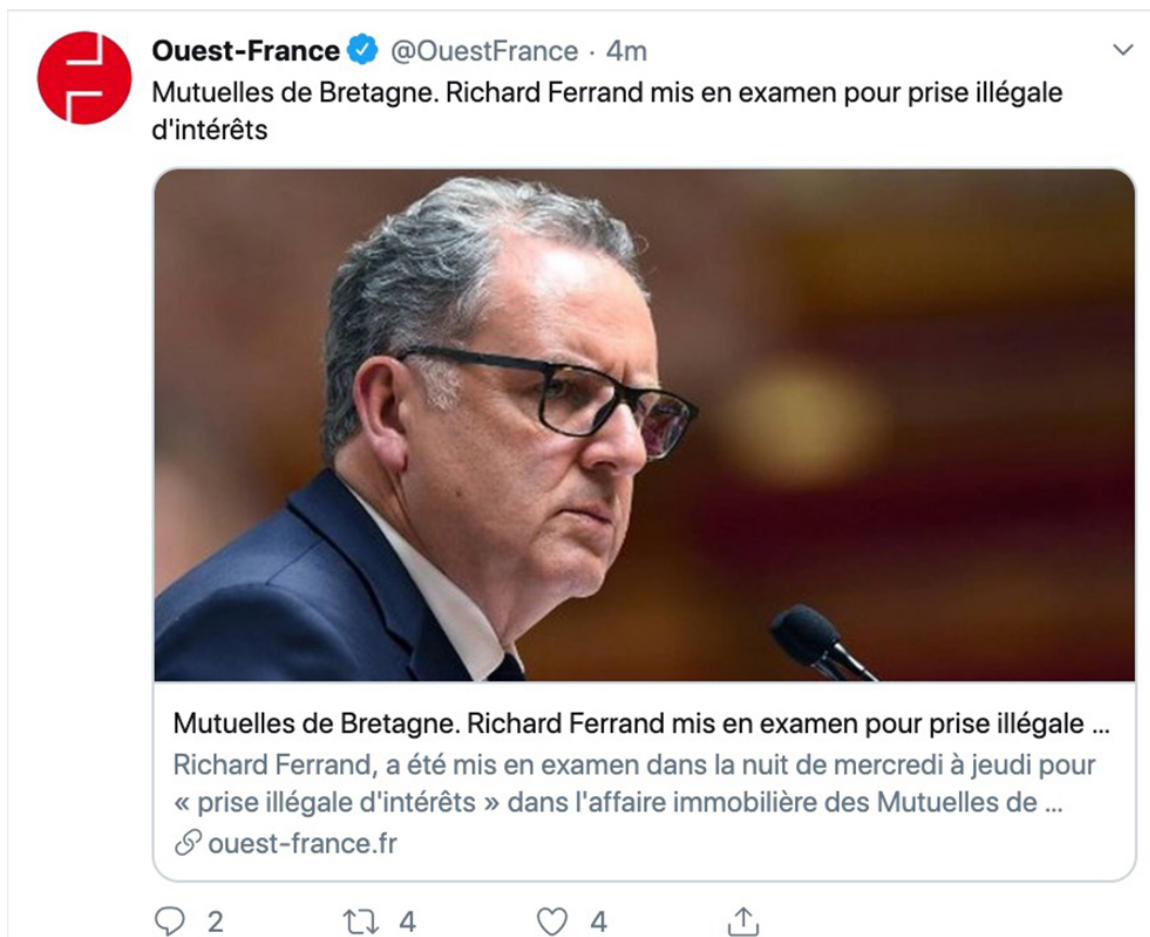 Ouest-France @OuestFrance · 4m
Mutuelles de Bretagne. Richard Ferrand mis en examen pour prise illégale
d'intérêts
Mutuelles de Bretagne. Richard Ferrand mis en examen pour prise illégale ...
Richard Ferrand, a été mis en examen dans la nuit de mercredi à jeudi pour
« prise illégale d'intérêts » dans l'affaire immobilière des Mutuelles de ...
ouest-france.fr
2 4 4